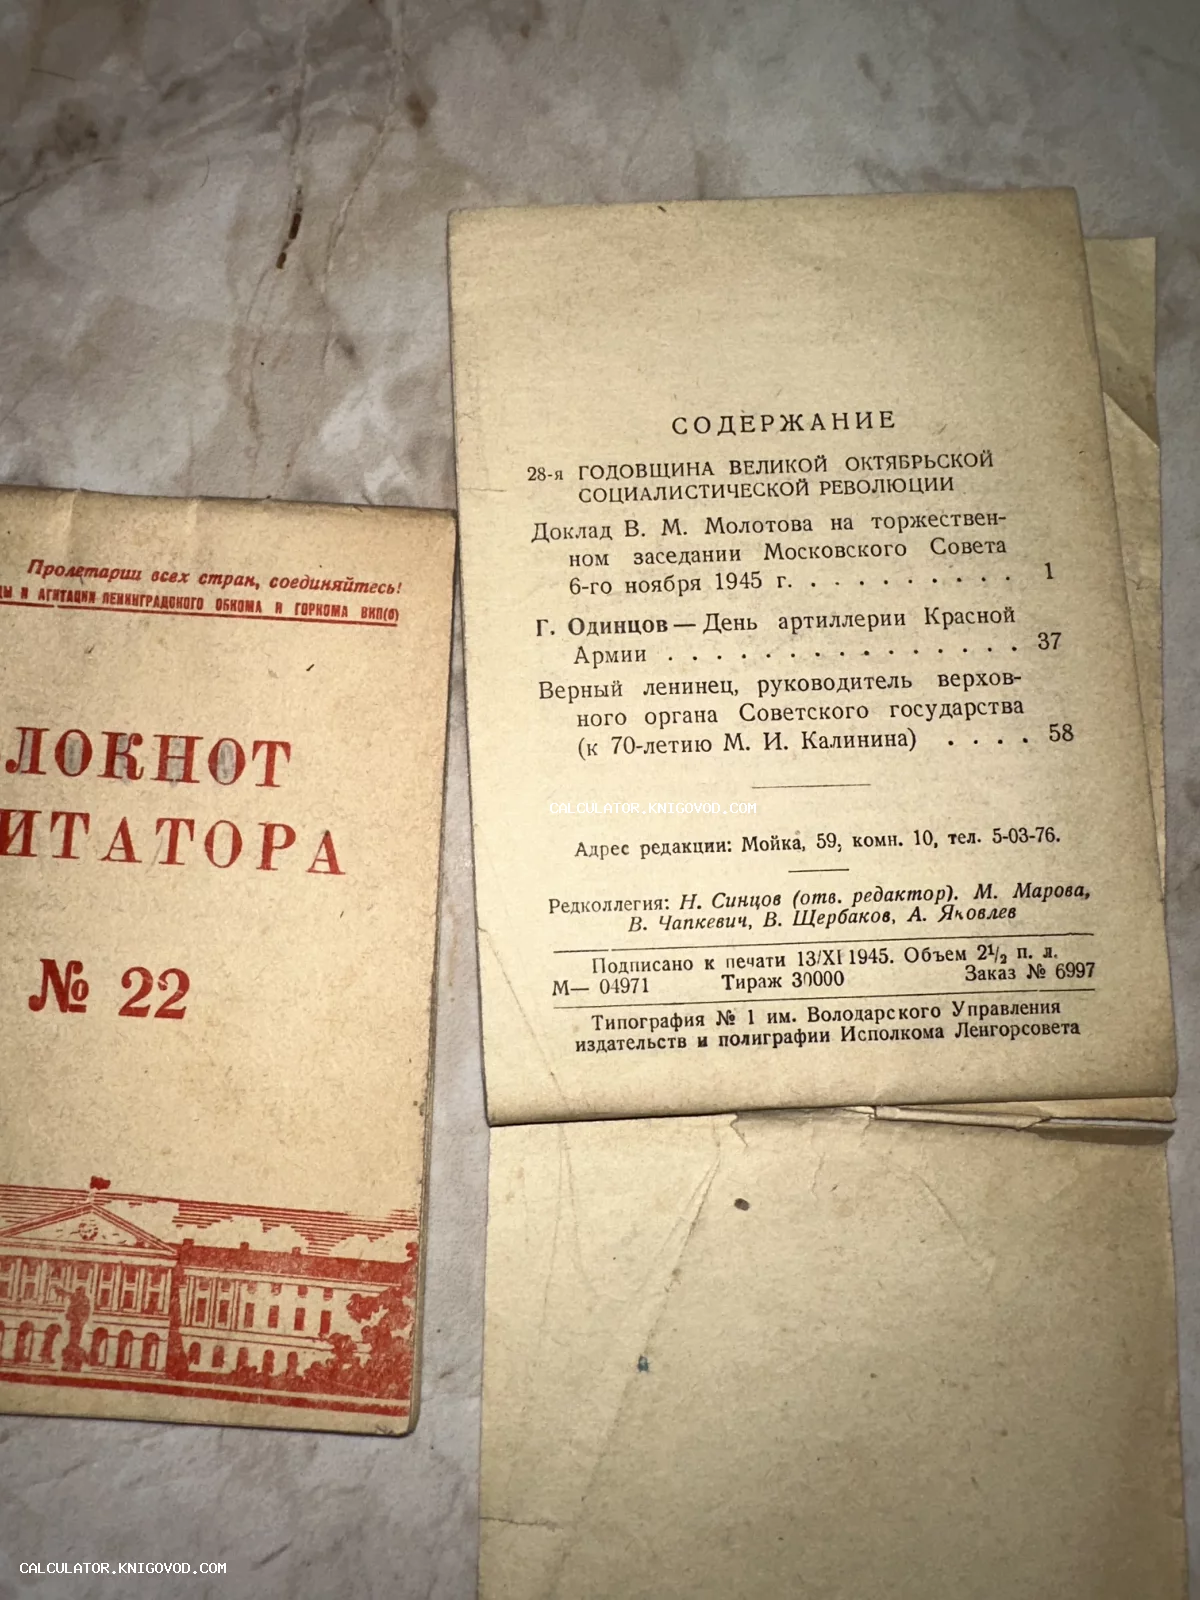 Пролетарии всех стран, соединяйтесь!
И АГИТАЦИИ ЛЕНИНГРАДСКОГО ОБКОМА И ГОРКОМА ВКП(б)
ЛОКНОТ
ИТАТОРА
№ 22
СОДЕРЖАНИЕ
28-я ГОДОВЩИНА ВЕЛИКОЙ ОКТЯБРЬСКОЙ
СОЦИАЛИСТИЧЕСКОЙ РЕВОЛЮЦИИ
Доклад В. М. Молотова на торжествен-
ном заседании Московского Совета
6-го ноября 1945 г. . . . . . . . . . . 1
Г. Одинцов — День артиллерии Красной
Армии . . . . . . . . . . . . . . . 37
Верный ленинец, руководитель верхов-
ного органа Советского государства
(к 70-летию М. И. Калинина) . . . . 58
CALCULATOR.KNIGOVOD.COM
Адрес редакции: Мойка, 59, комн. 10, тел. 5-03-76.
Редколлегия: Н. Синцов (отв. редактор). М. Марова,
В. Чапкевич, В. Щербаков, А. Яковлев
Подписано к печати 13/XI 1945. Объем 2½ п. л.
М— 04971 Тираж 30000 Заказ № 6997
Типография № 1 им. Володарского Управления
издательств и полиграфии Исполкома Ленгорсовета
CALCULATOR.KNIGOVOD.COM